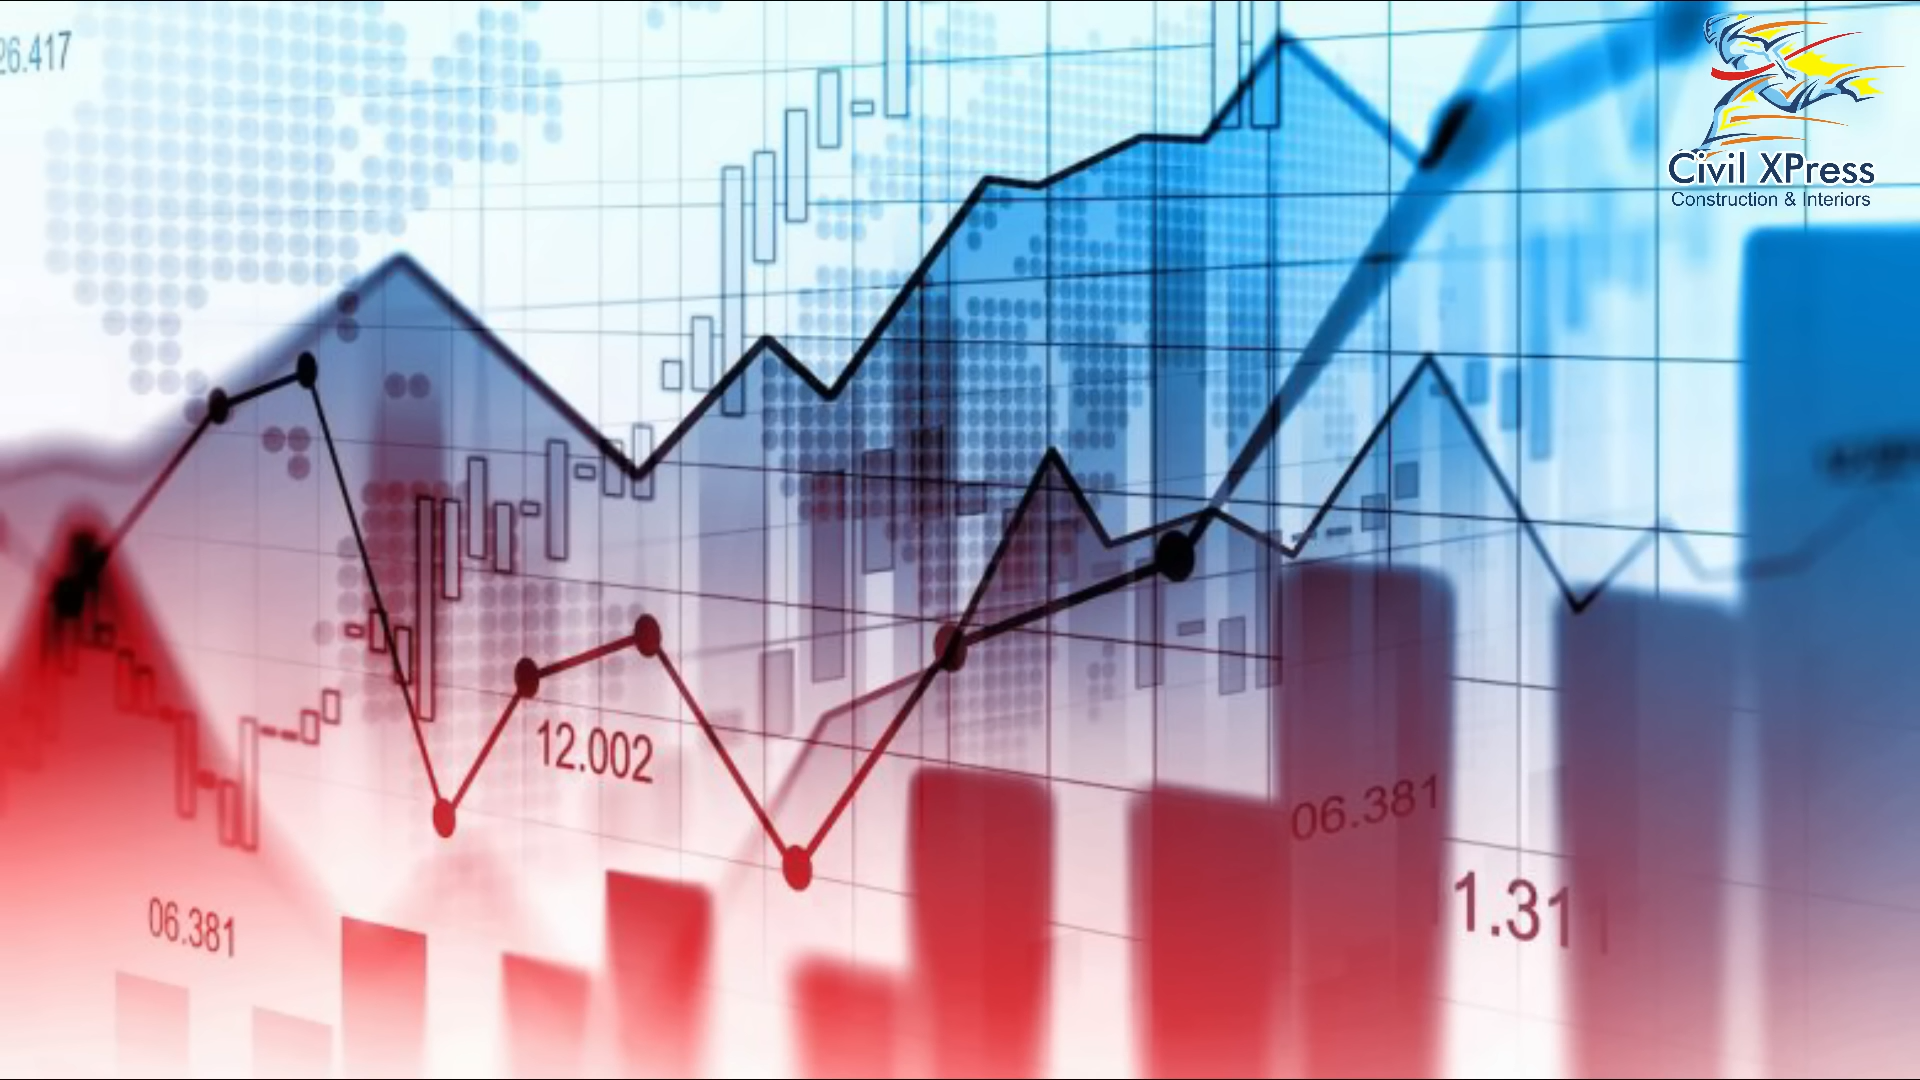 26.417
Civil XPress
Construction & Interiors
12.002
06.381
1.31
06.381